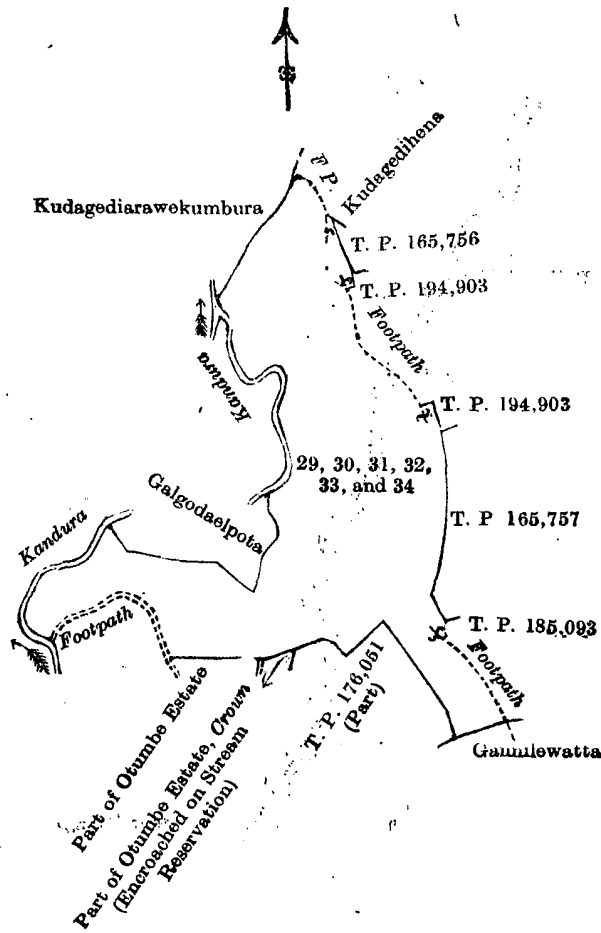 F. P.
Kudagedihena
Kudagediarawekumbura
T. P. 165,756
T. P. 194,903
Footpath
Kandura
T. P. 194,903
29, 30, 31, 32,
33, and 34
Galgodaelpota
T. P 165,757
Kandura
Footpath
T. P. 185,093
Footpath
T. P. 176,051
(Part)
Gamilewatta
Part of Otumbe Estate
Part of Otumbe Estate, Crown
(Encroached on Stream
Reservation)